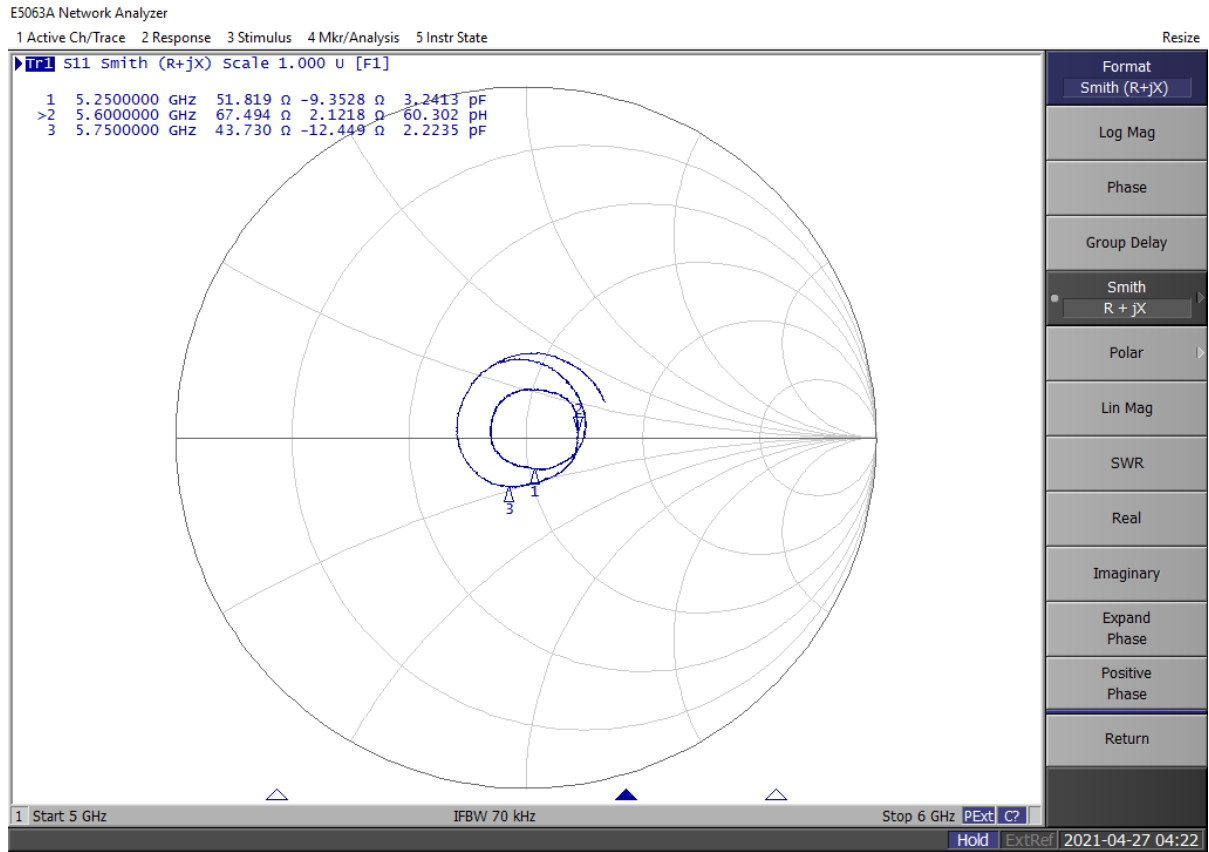 E5063A Network Analyzer
1 Active Ch/Trace 2 Response 3 Stimulus 4 Mkr/Analysis 5 Instr State Resize
Tr1 S11 Smith (R+jX) Scale 1.000 U [F1]
1 5.2500000 GHz 51.819 Ω -9.3528 Ω 3.2413 pF
>2 5.6000000 GHz 67.494 Ω 2.1218 Ω 60.302 pH
3 5.7500000 GHz 43.730 Ω -12.449 Ω 2.2235 pF
2
1
3
Format
Smith (R+jX)
Log Mag
Phase
Group Delay
Smith
R + jX
Polar
Lin Mag
SWR
Real
Imaginary
Expand
Phase
Positive
Phase
Return
1 Start 5 GHz IFBW 70 kHz Stop 6 GHz PExt C?
Hold ExtRef 2021-04-27 04:22